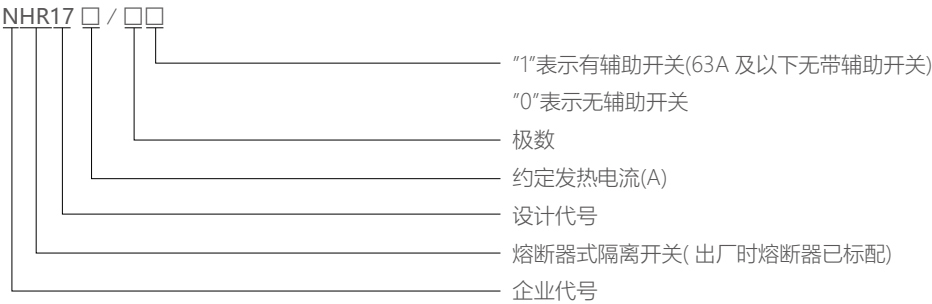 NHR17 □ / □□
"1"表示有辅助开关(63A 及以下无带辅助开关)
"0"表示无辅助开关
极数
约定发热电流(A)
设计代号
熔断器式隔离开关( 出厂时熔断器已标配)
企业代号